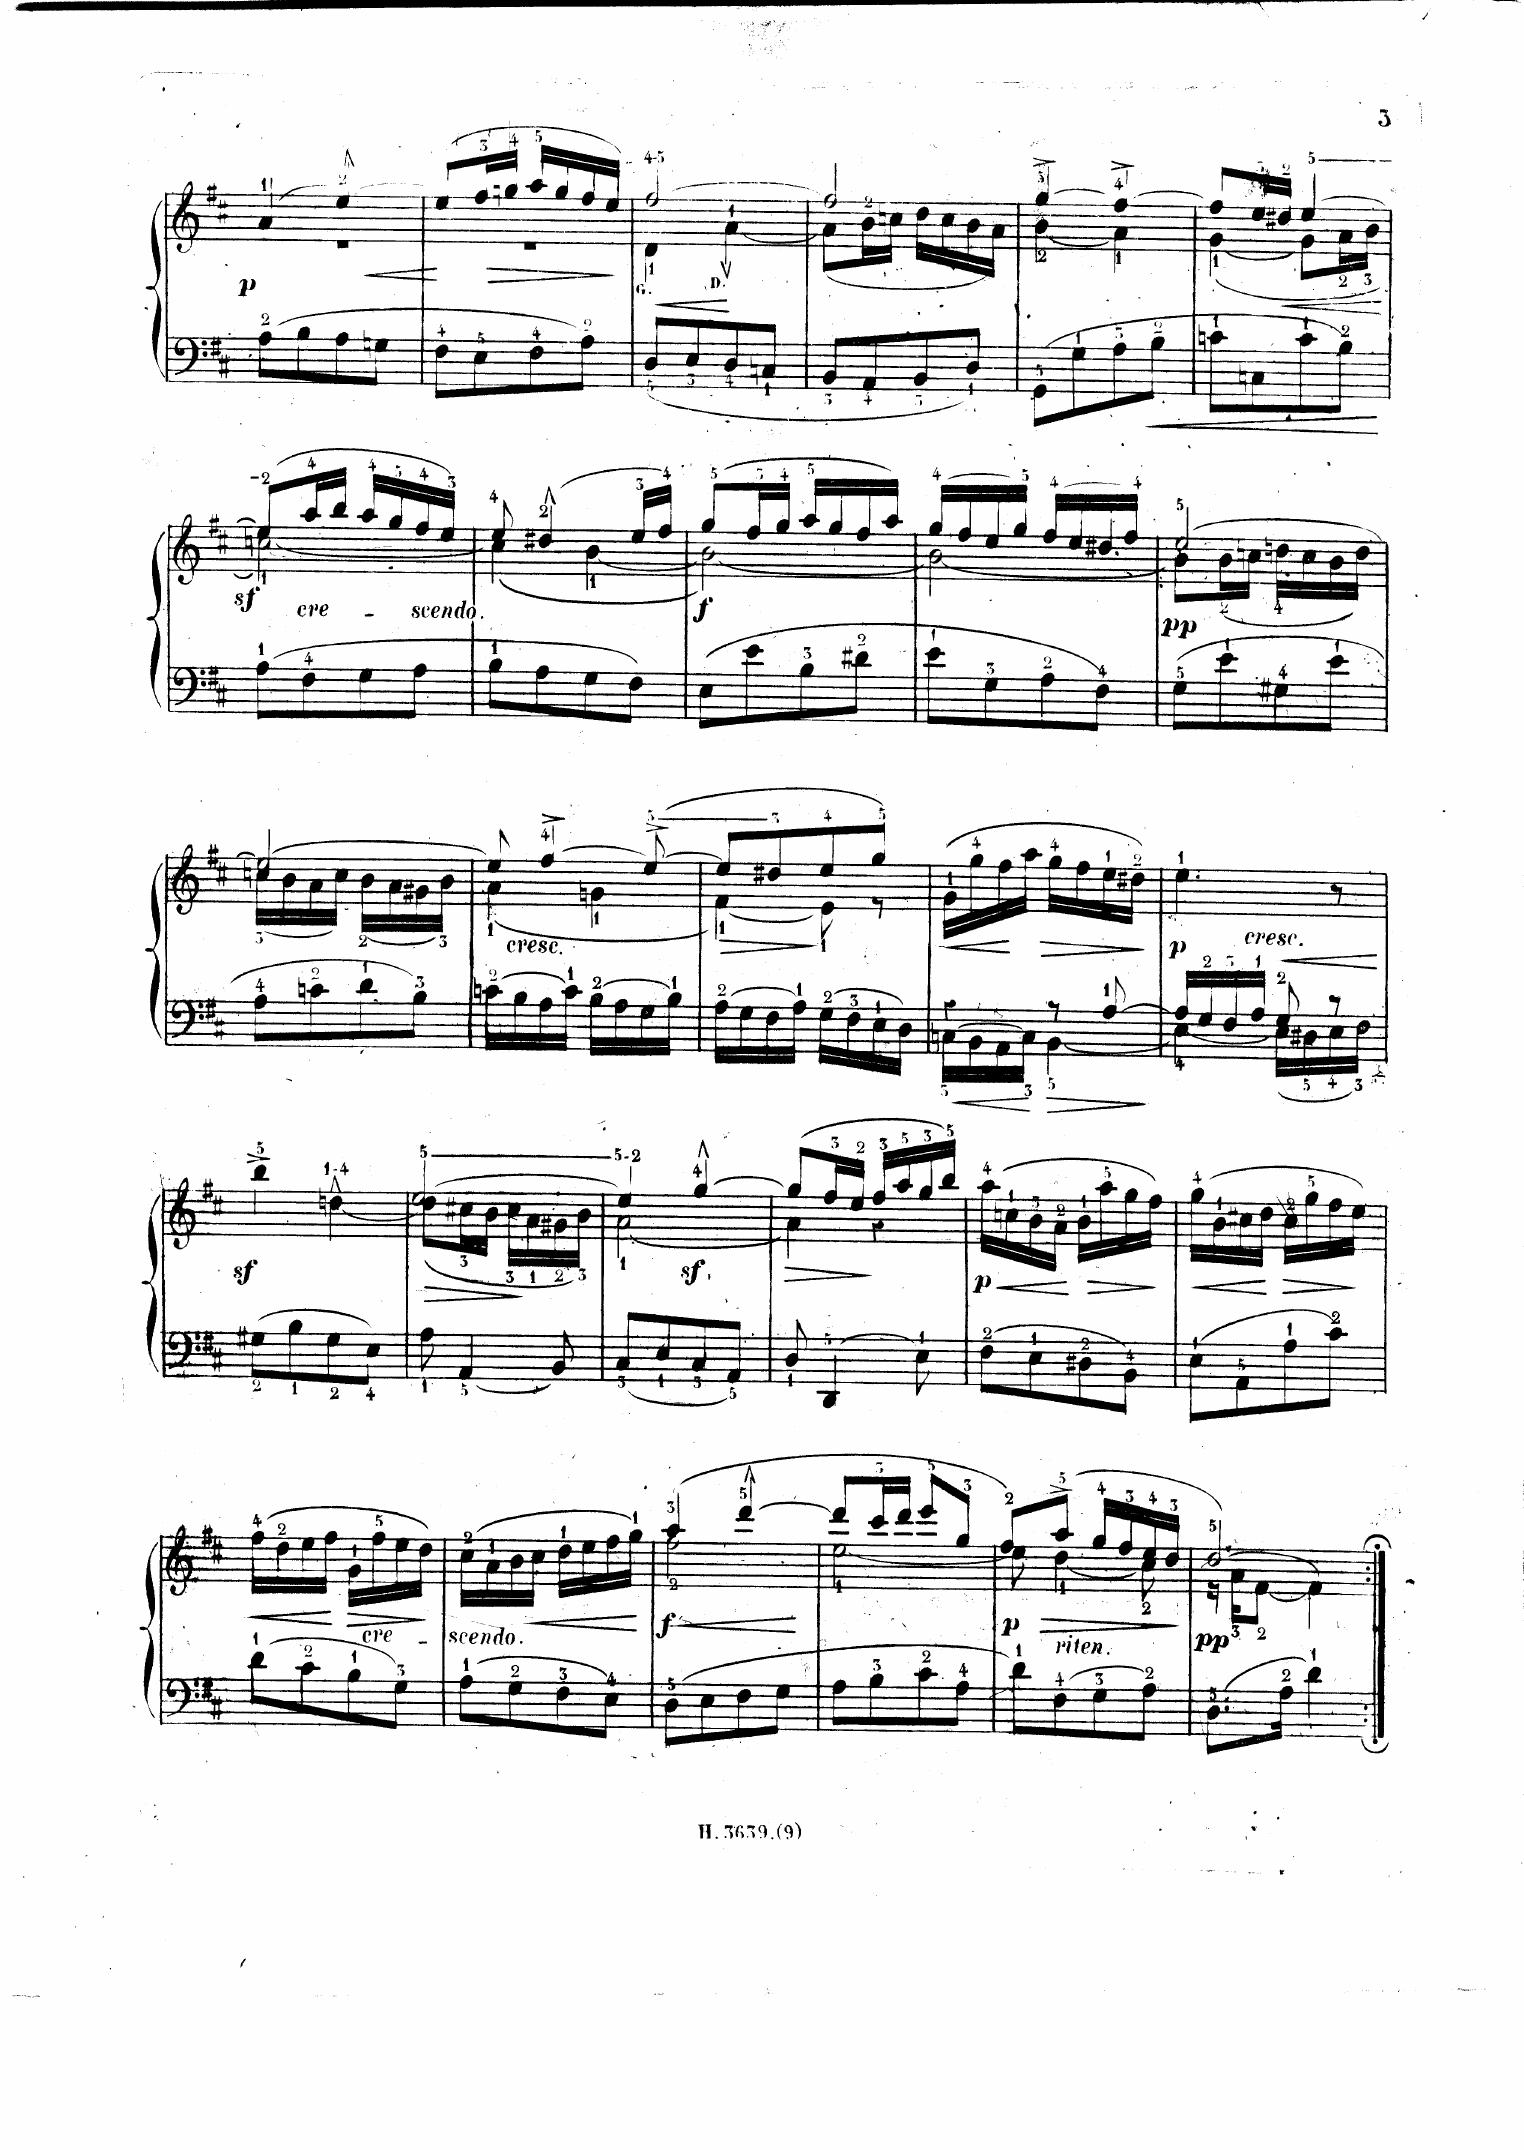 3
p
G. D.
sf cre - scendo. f
pp
cresc.
p cresc.
sf sf.
p
cre - scendo. f p riten. pp
H. 3639.(9)